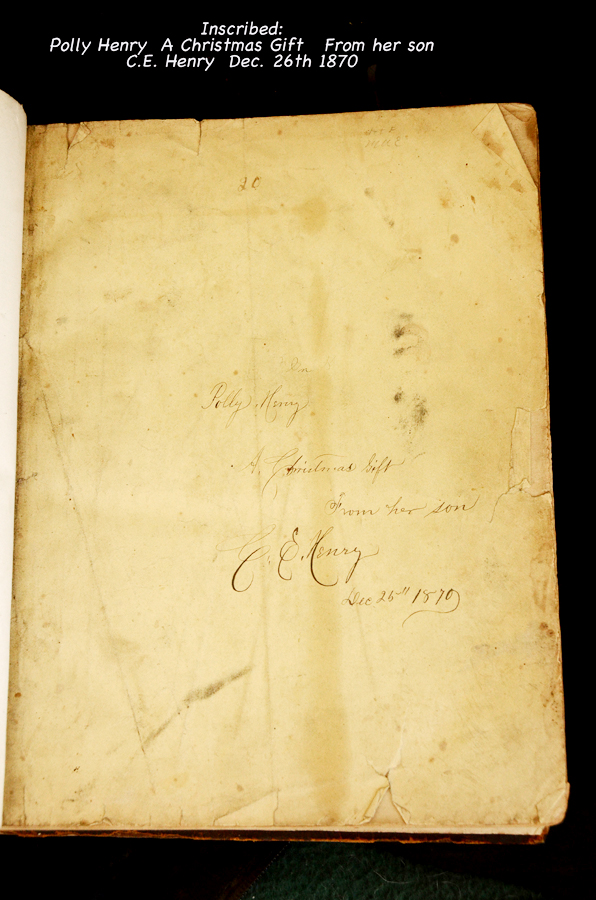 Inscribed:
Polly Henry A Christmas Gift From her son
C.E. Henry Dec. 26th 1870
20
Polly Henry
A Christmas Gift
From her son
C. E. Henry
Dec 25th 1870